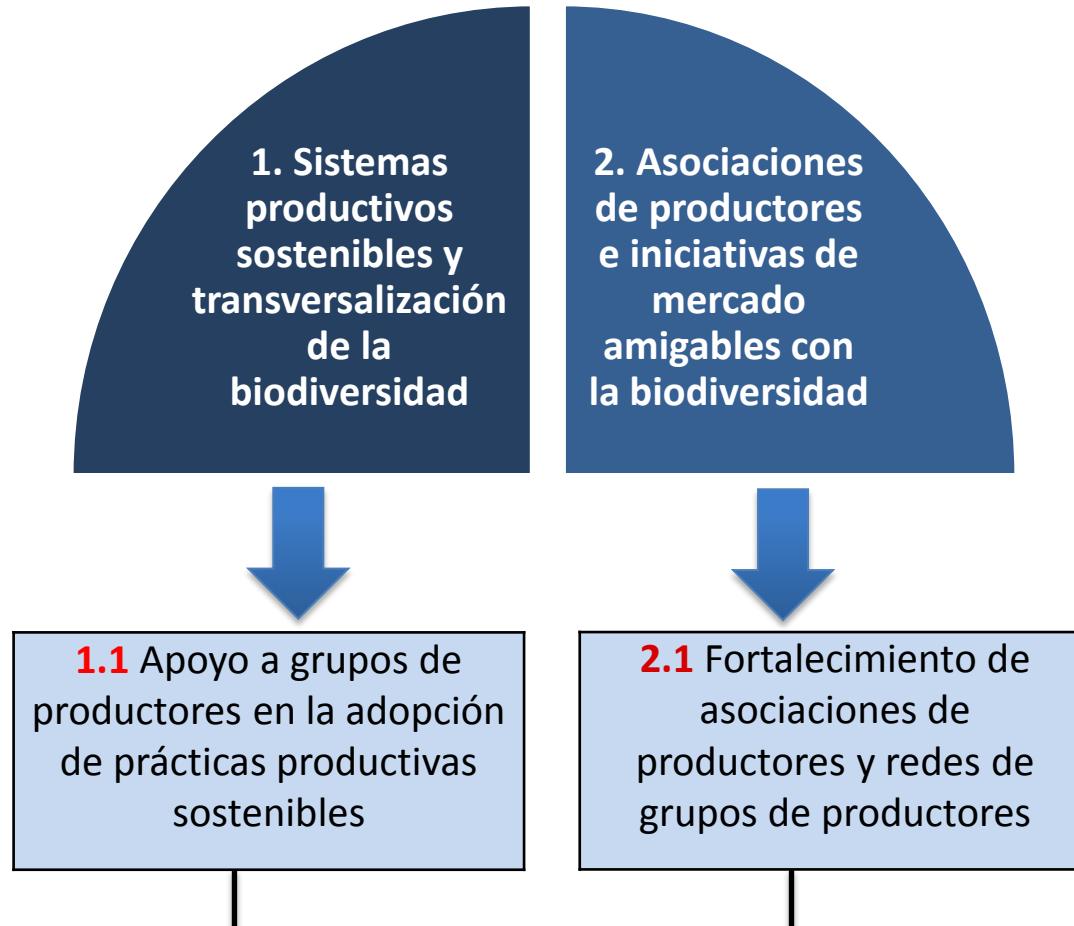 1. Sistemas
productivos
sostenibles y
transversalización
de la
biodiversidad
2. Asociaciones
de productores
e iniciativas de
mercado
amigables con
la biodiversidad
1.1 Apoyo a grupos de
productores en la adopción
de prácticas productivas
sostenibles
2.1 Fortalecimiento de
asociaciones de
productores y redes de
grupos de productores